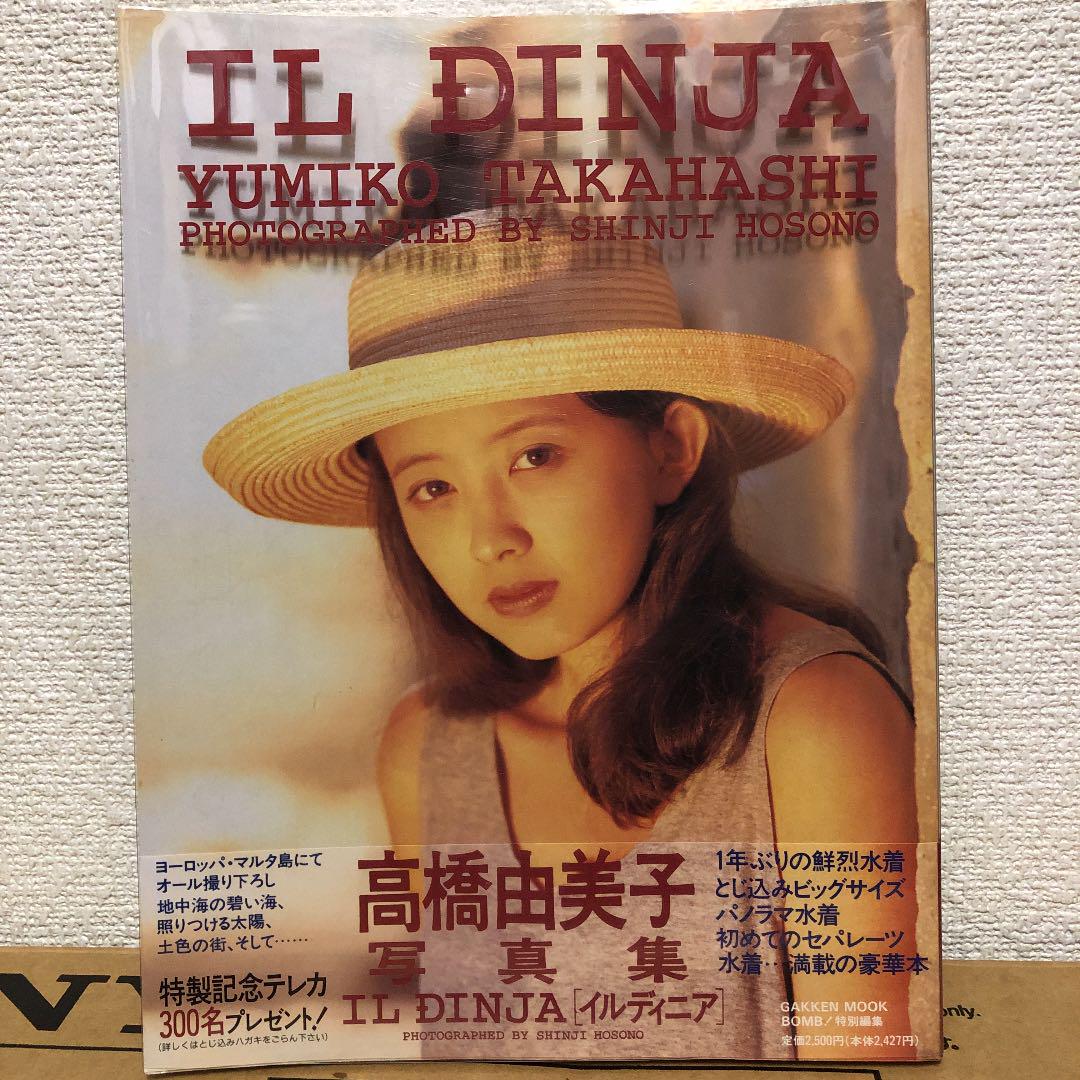 IL ĐINJA
YUMIKO TAKAHASHI
PHOTOGRAPHED BY SHINJI HOSONO
ヨーロッパ・マルタ島にて
オール撮り下ろし
地中海の碧い海、
照りつける太陽、
土色の街、そして……
特製記念テレカ
300名プレゼント!
(詳しくはとじ込みハガキをごらん下さい)
高橋由美子
写真集
IL ĐINJA[イルディニア]
PHOTOGRAPHED BY SHINJI HOSONO
1年ぶりの鮮烈水着
とじ込みビッグサイズ
パノラマ水着
初めてのセパレーツ
水着…満載の豪華本
GAKKEN MOOK
BOMB!特別編集
定価2,500円(本体2,427円)
only.
す。